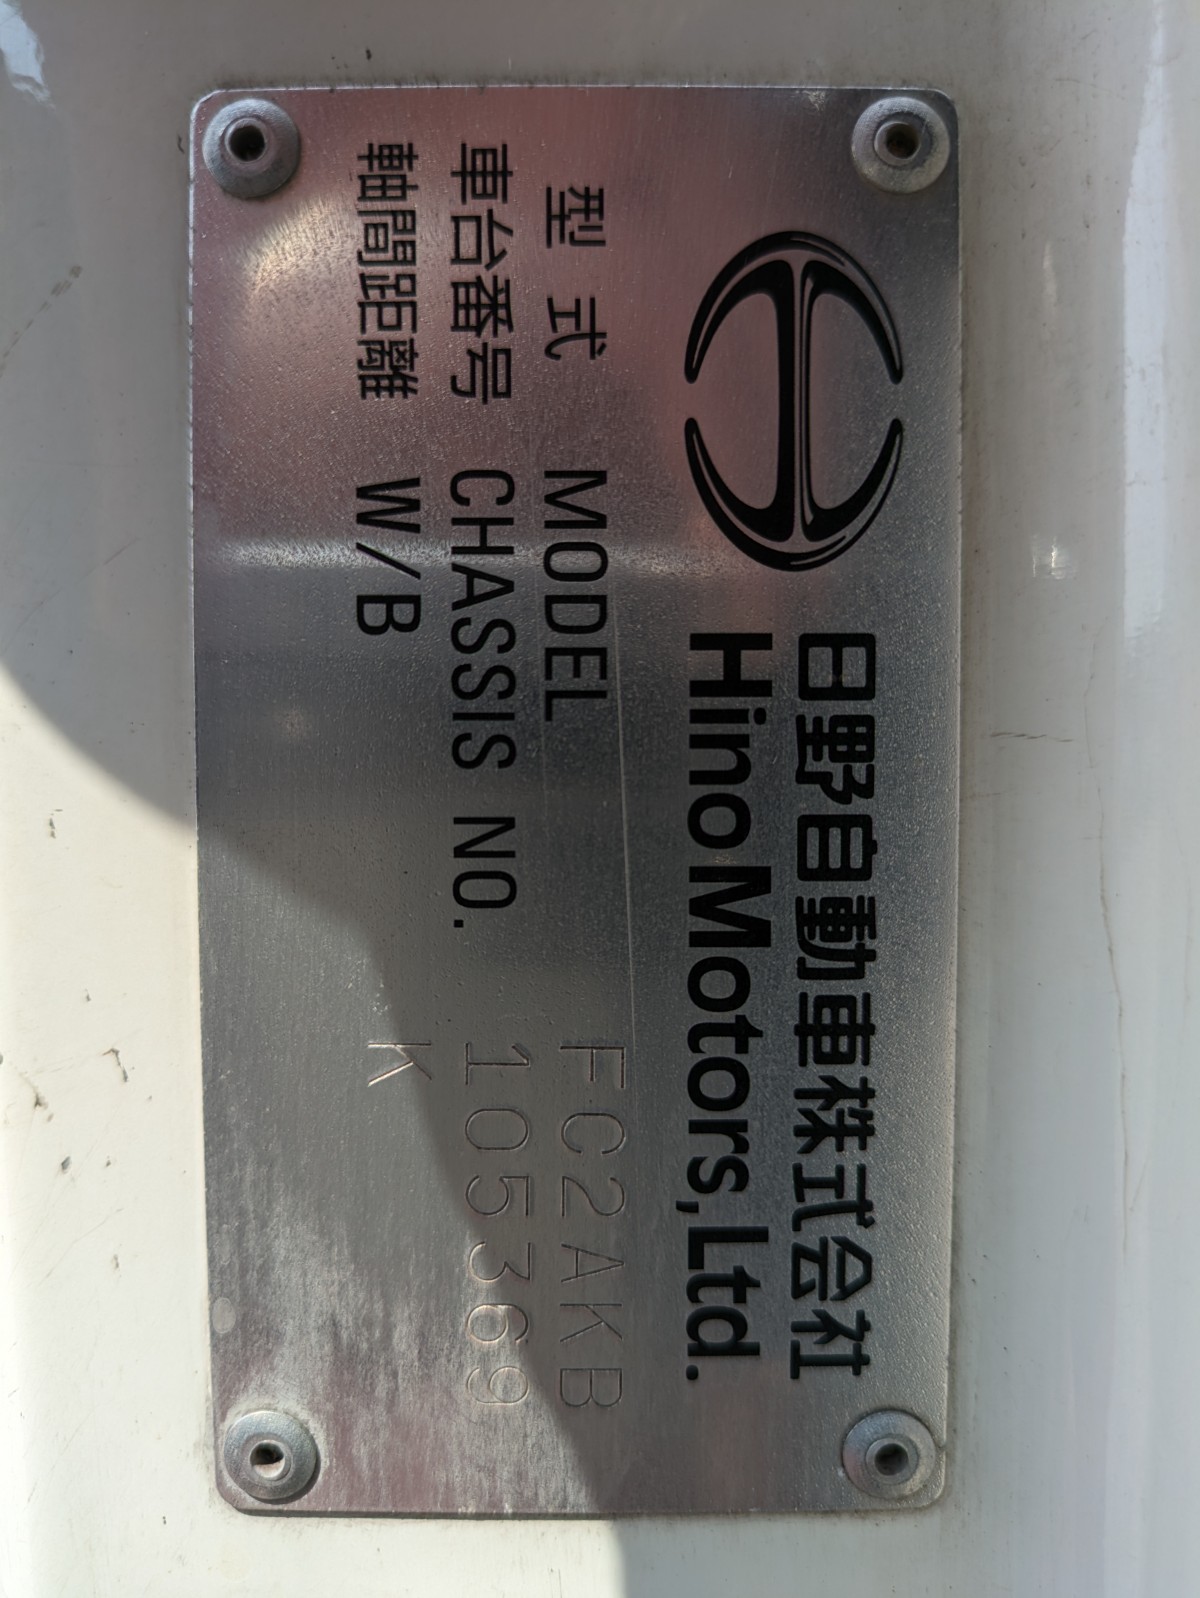 日野自動車株式会社
Hino Motors, Ltd.
型式 MODEL FC2AKB
車台番号 CHASSIS NO. 105369
軸間距離 W/B K